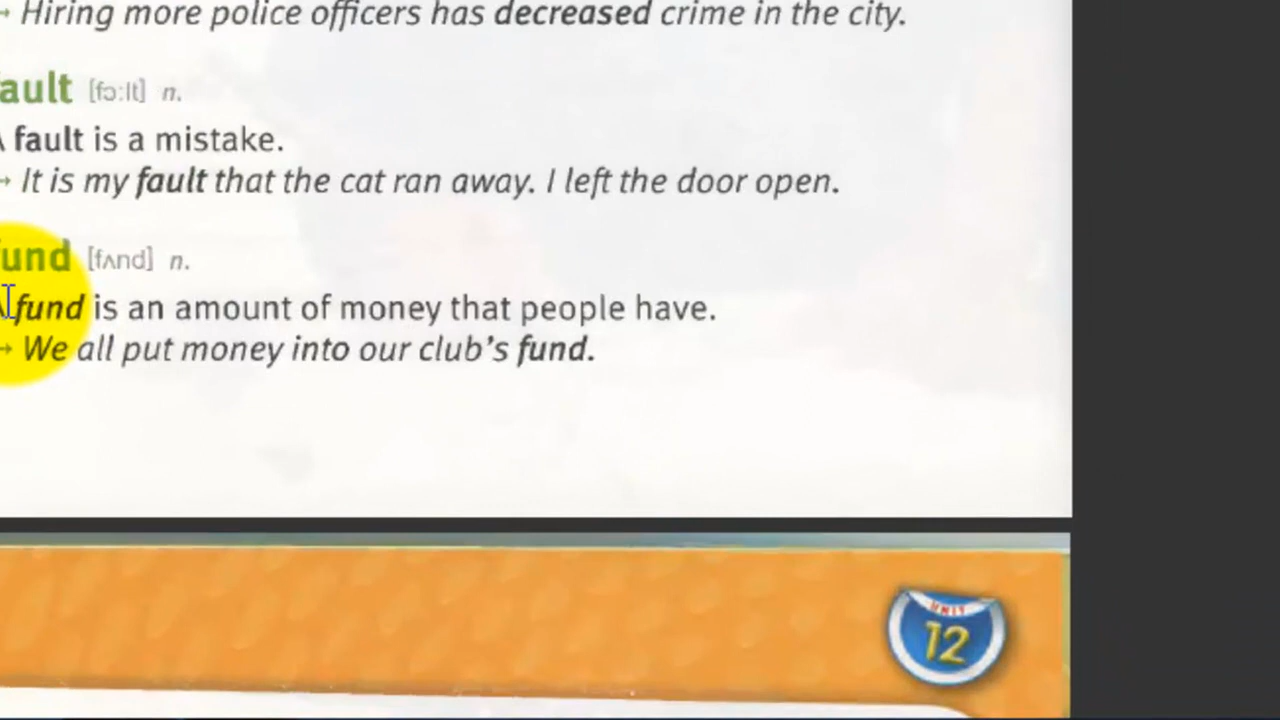 Hiring more police officers has decreased crime in the city.
ault [fɔ:lt] n.
fault is a mistake.
→ It is my fault that the cat ran away. I left the door open.
und [fʌnd] n.
fund is an amount of money that people have.
→ We all put money into our club's fund.
UNIT
12